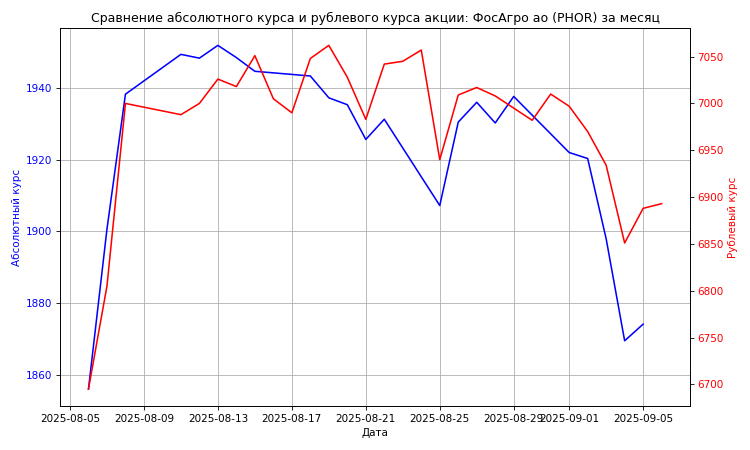 Сравнение абсолютного курса и рублевого курса акции: ФосАгро ао (PHOR) за месяц
1940
1920
1900
1880
1860
Абсолютный курс
7050
7000
6950
6900
6850
6800
6750
6700
Рублевый курс
2025-08-05 2025-08-09 2025-08-13 2025-08-17 2025-08-21 2025-08-25 2025-08-29 2025-09-01 2025-09-05
Дата